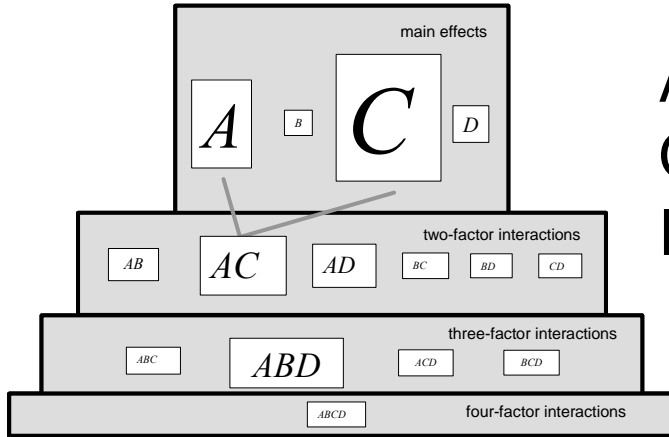 main effects
A B C D
two-factor interactions
AB AC AD BC BD CD
three-factor interactions
ABC ABD ACD BCD
ABCD four-factor interactions